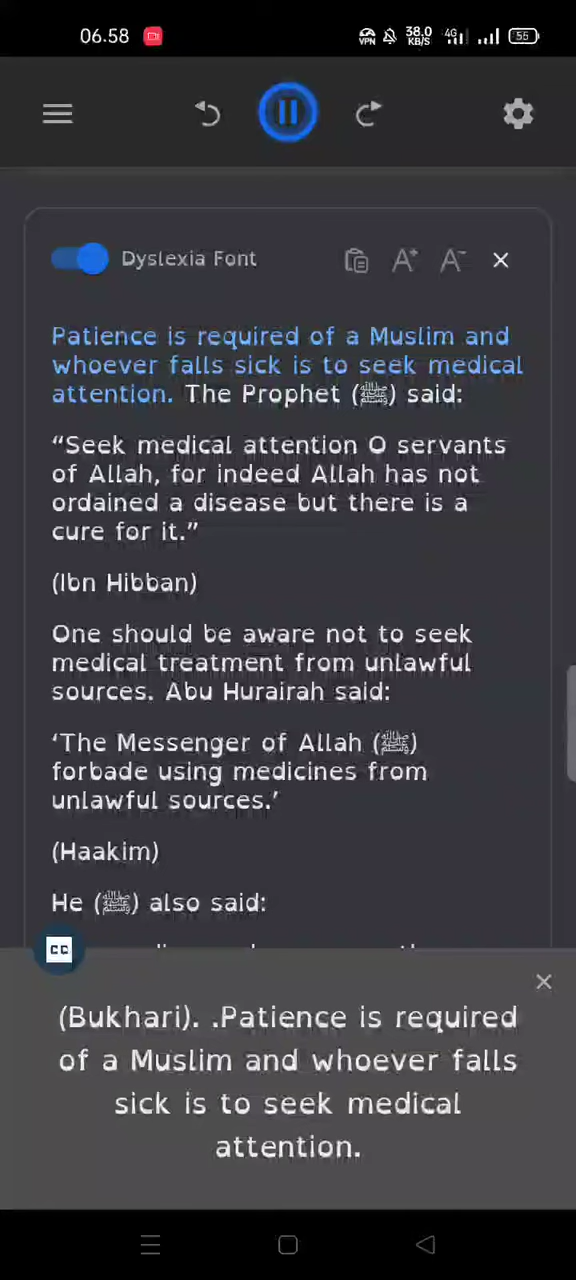 06.58
VPN
38.0
KB/S
4G
55
Dyslexia Font
A+
A-
Patience is required of a Muslim and
whoever falls sick is to seek medical
attention. The Prophet (ﷺ) said:
“Seek medical attention O servants
of Allah, for indeed Allah has not
ordained a disease but there is a
cure for it.”
(Ibn Hibban)
One should be aware not to seek
medical treatment from unlawful
sources. Abu Hurairah said:
‘The Messenger of Allah (ﷺ)
forbade using medicines from
unlawful sources.’
(Haakim)
He (ﷺ) also said:
CC
(Bukhari). .Patience is required
of a Muslim and whoever falls
sick is to seek medical
attention.